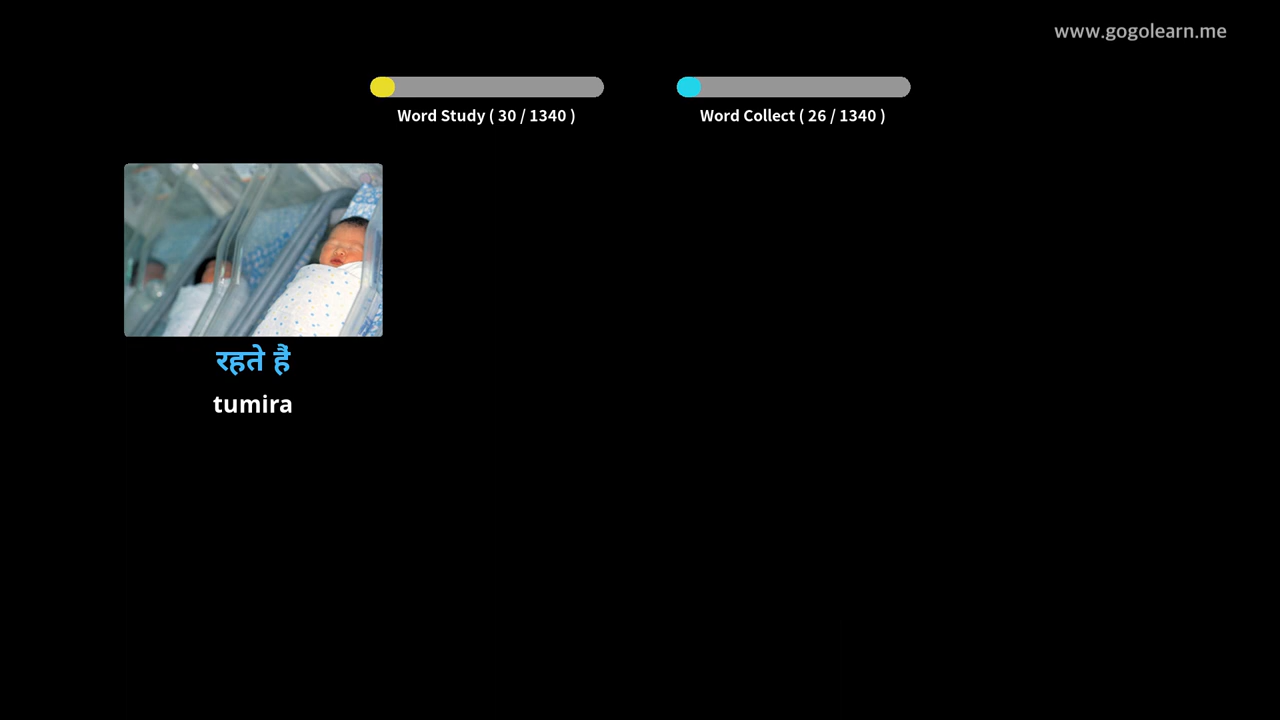 www.gogolearn.me
Word Study ( 30 / 1340 )
Word Collect ( 26 / 1340 )
रहते हैं
tumira